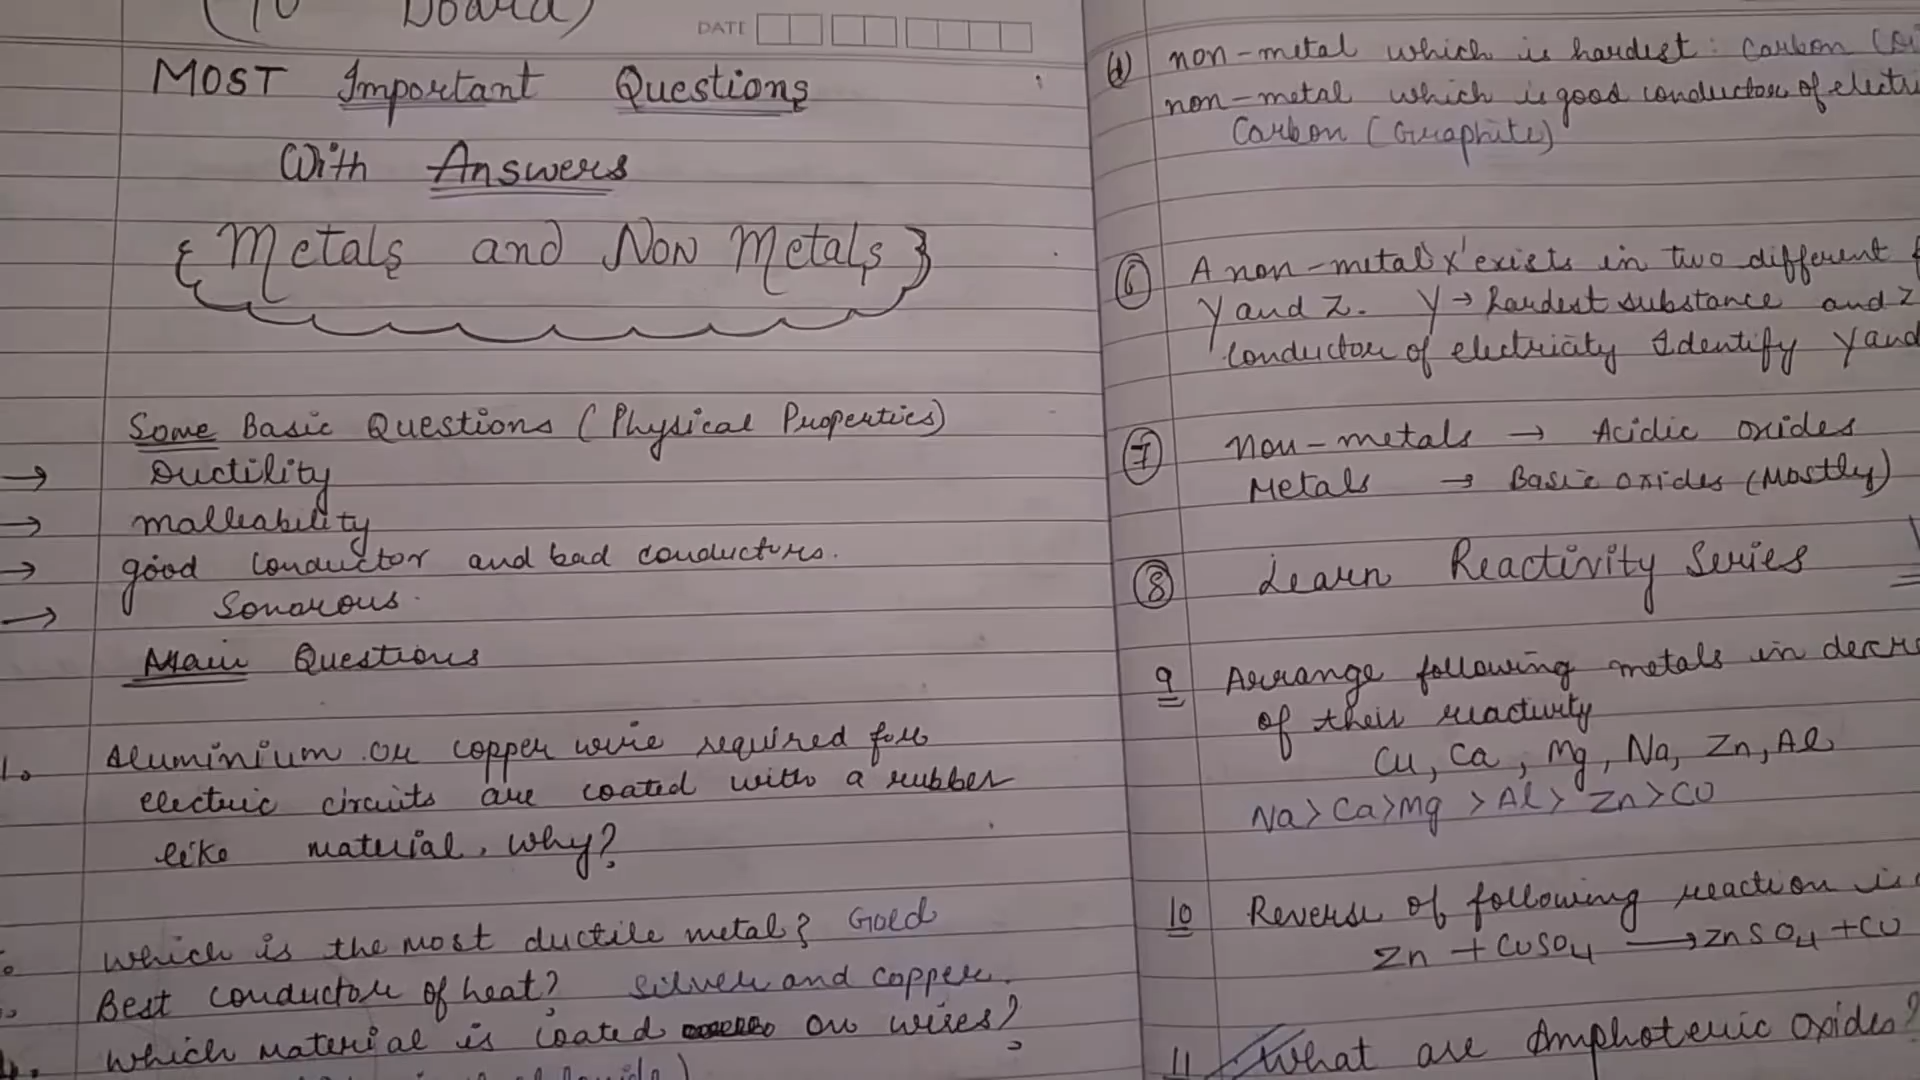 (10 Board)
DATE
MOST Important Questions
With Answers
{Metals and Non Metals}
Some Basic Questions (Physical Properties)
→ Ductility
→ malleability
→ good conductor and bad conductors.
→ Sonorous.
Main Questions
1. Aluminium or copper wire required for
electric circuits are coated with a rubber
like material, why?
which is the most ductile metal? Gold
Best conductor of heat? silver and copper.
4. which material is coated on wires?
(d) non-metal which is hardest: Carbon
non-metal which is good conductor of electri
Carbon (Graphite)
6 A non-metal 'X' exists in two different f
Y and Z. Y → hardest substance and Z
conductor of electricity Identify Y and
7 Non-metals → Acidic oxides
Metals → Basic oxides (Mostly)
8 Learn Reactivity Series
9 Arrange following metals in decre
of their reactivity
Cu, Ca, Mg, Na, Zn, Al
Na > Ca > Mg > Al > Zn > CU
10 Reverse of following reaction is
Zn + CuSO4 → ZnSO4 + CU
11 What are Amphoteric oxides?